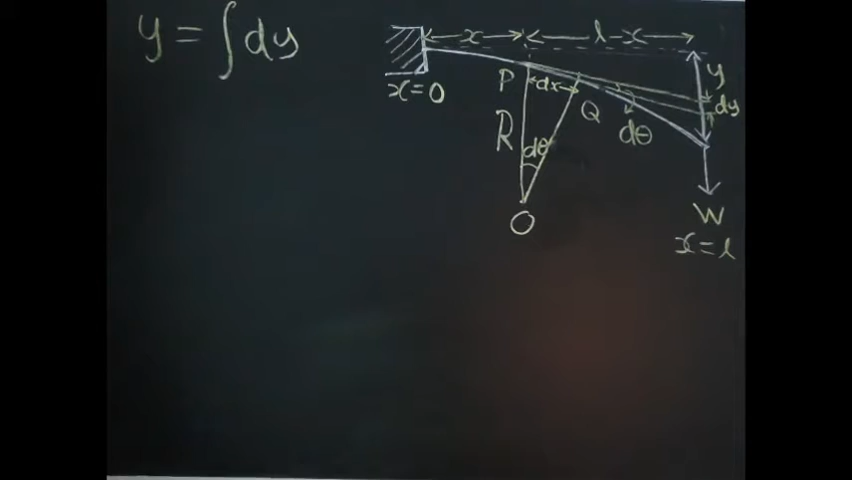 y = ∫dy
x l-x
x=0
P dx Q y dy
R dθ dθ
O
W
x=l